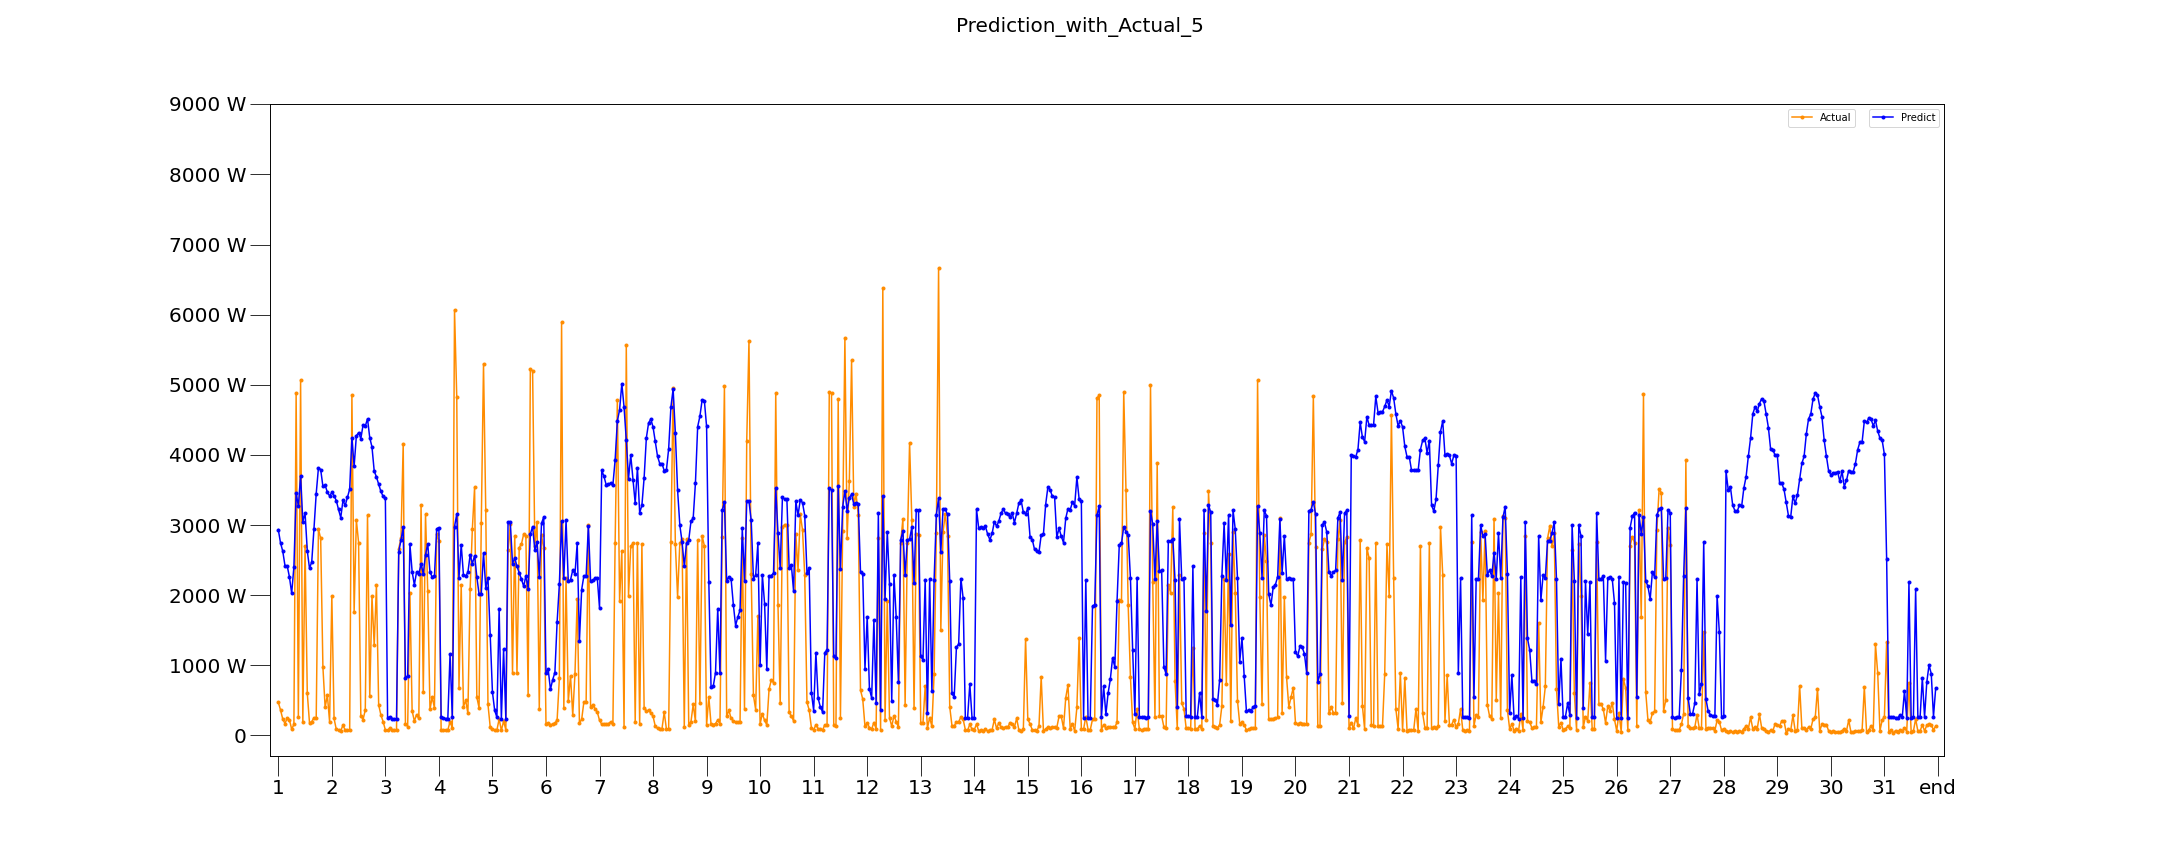 Prediction_with_Actual_5
9000 W
8000 W
7000 W
6000 W
5000 W
4000 W
3000 W
2000 W
1000 W
0
Actual Predict
1 2 3 4 5 6 7 8 9 10 11 12 13 14 15 16 17 18 19 20 21 22 23 24 25 26 27 28 29 30 31 end